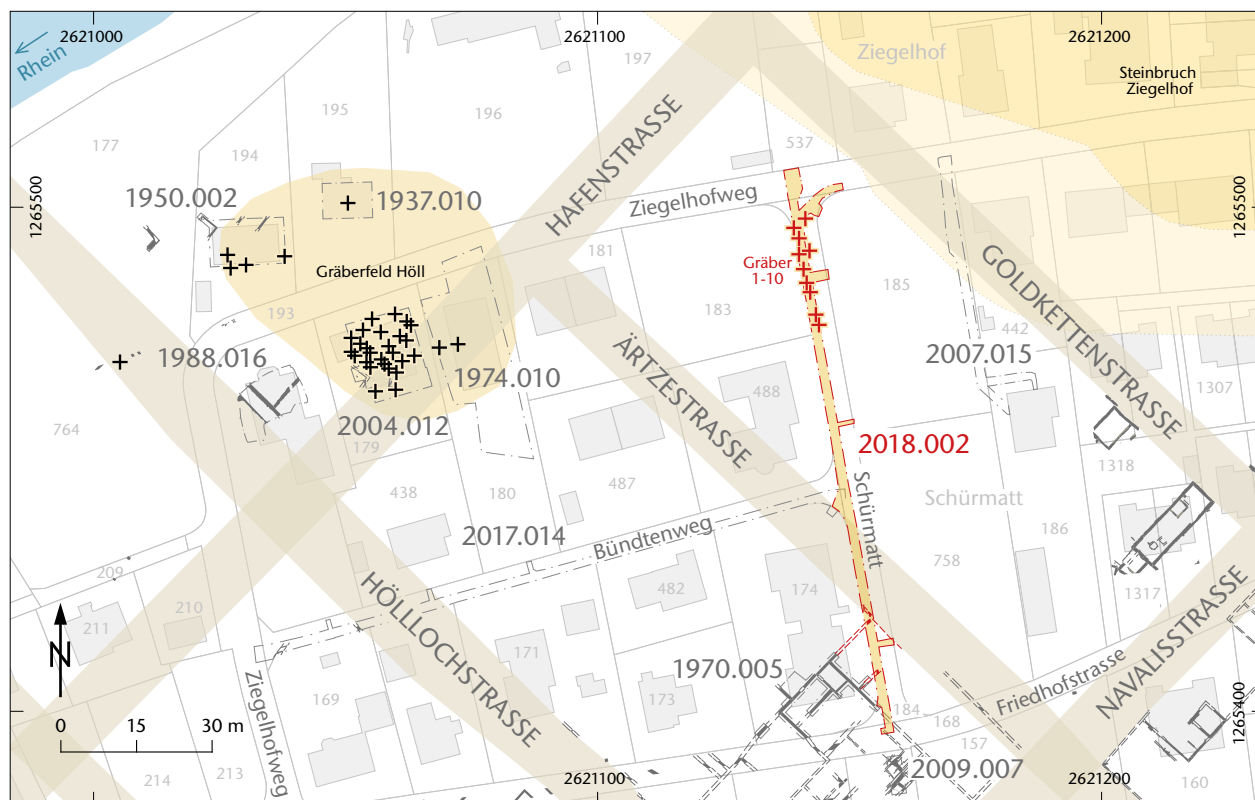 2621000
2621100
2621200
Rhein
Ziegelhof
Steinbruch
Ziegelhof
197
195
196
177
194
537
1950.002
1937.010
HAFENSTRASSE
Ziegelhofweg
1265500
1265500
181
Gräberfeld Höll
Gräber
1-10
185
193
183
442
GOLDKETTENSTRASSE
1988.016
1974.010
ÄRTZESTRASSE
2007.015
1307
488
764
2004.012
179
2018.002
438
180
487
1318
Schürmatt
Schürmatt
186
2017.014
Bündtenweg
209
758
482
174
210
211
HÖLLLOCHSTRASSE
1317
N
171
1970.005
NAVALISSTRASSE
169
173
Friedhofstrasse
Ziegelhofweg
184
168
1265400
0 15 30 m
157
214
213
2621100
2009.007
2621200
160